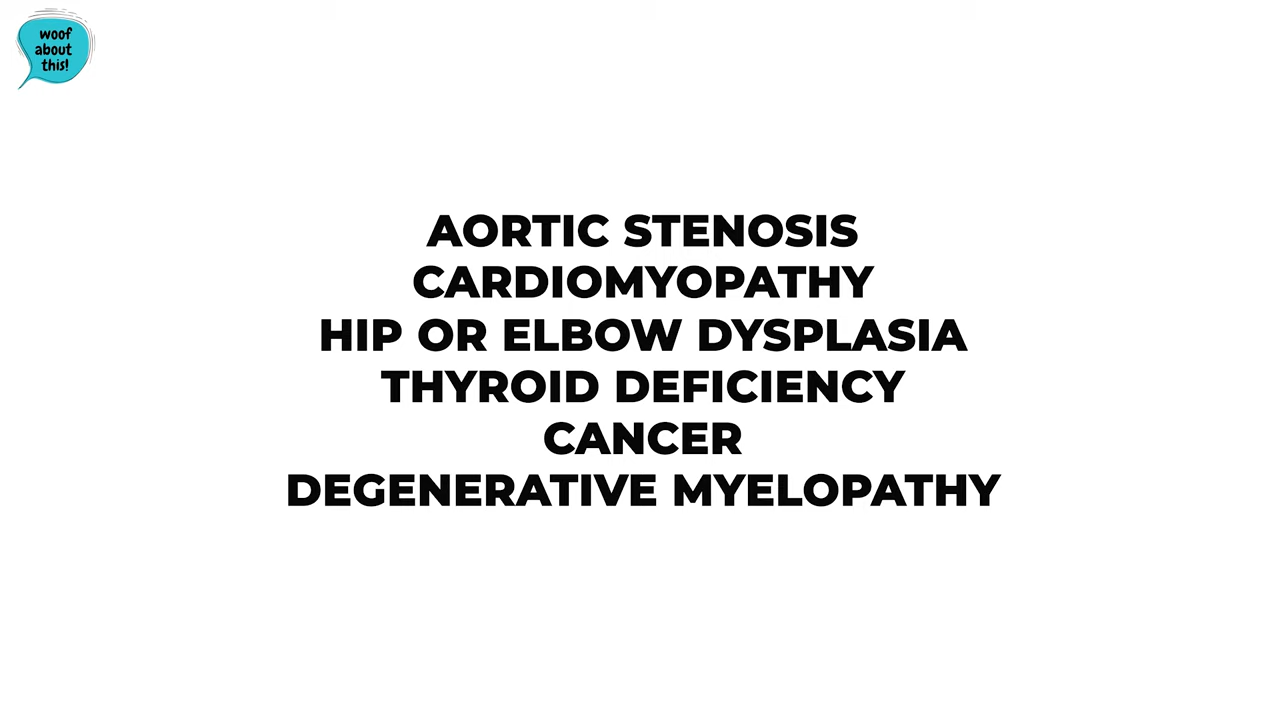 woof
about
this!
AORTIC STENOSIS
CARDIOMYOPATHY
HIP OR ELBOW DYSPLASIA
THYROID DEFICIENCY
CANCER
DEGENERATIVE MYELOPATHY